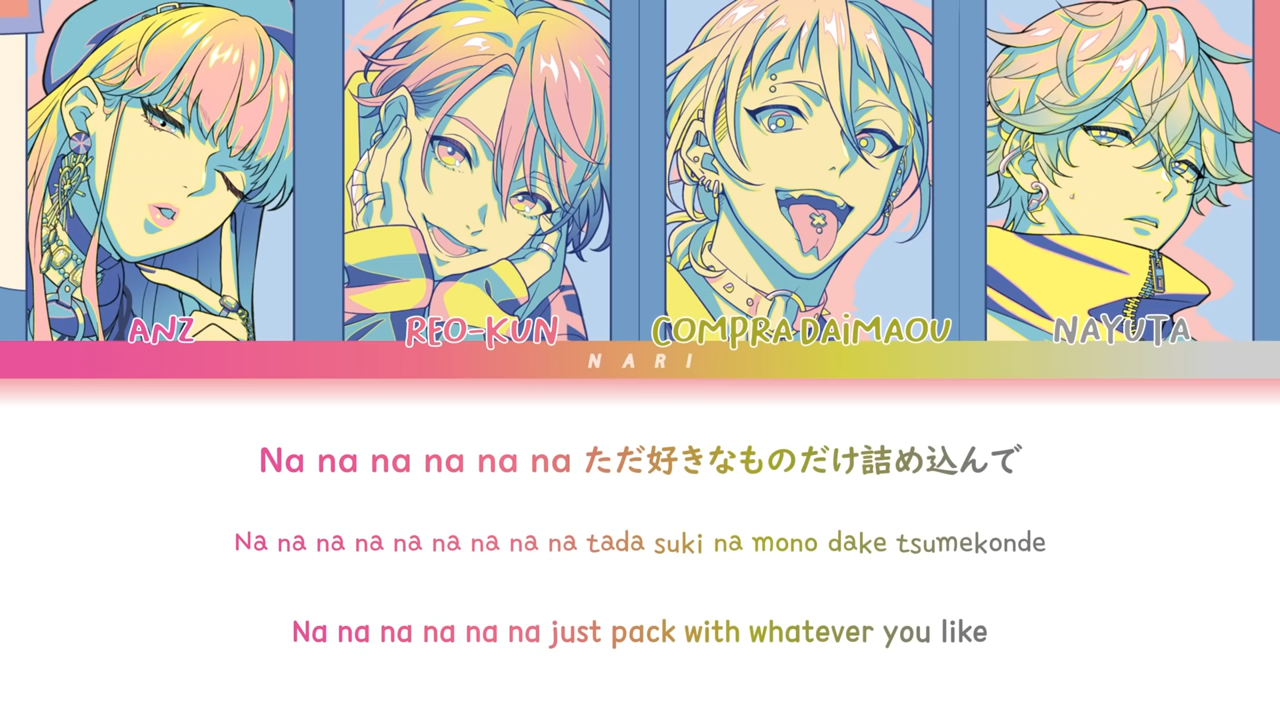 ANZ
REO-KUN
COMPRA DAiMAOU
NAYUTA
NARI
Na na na na na na ただ好きなものだけ詰め込んで
Na na na na na na na na na tada suki na mono dake tsumekonde
Na na na na na na just pack with whatever you like